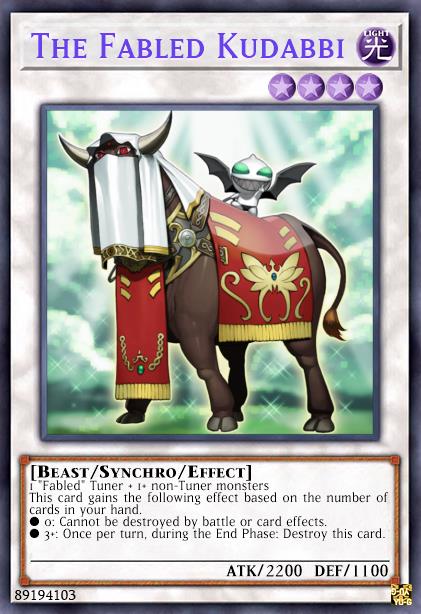 The Fabled Kudabbi
LIGHT
光
[Beast/Synchro/Effect]
1 "Fabled" Tuner + 1+ non-Tuner monsters
This card gains the following effect based on the number of
cards in your hand.
● 0: Cannot be destroyed by battle or card effects.
● 3+: Once per turn, during the End Phase: Destroy this card.
ATK/2200 DEF/1100
89194103